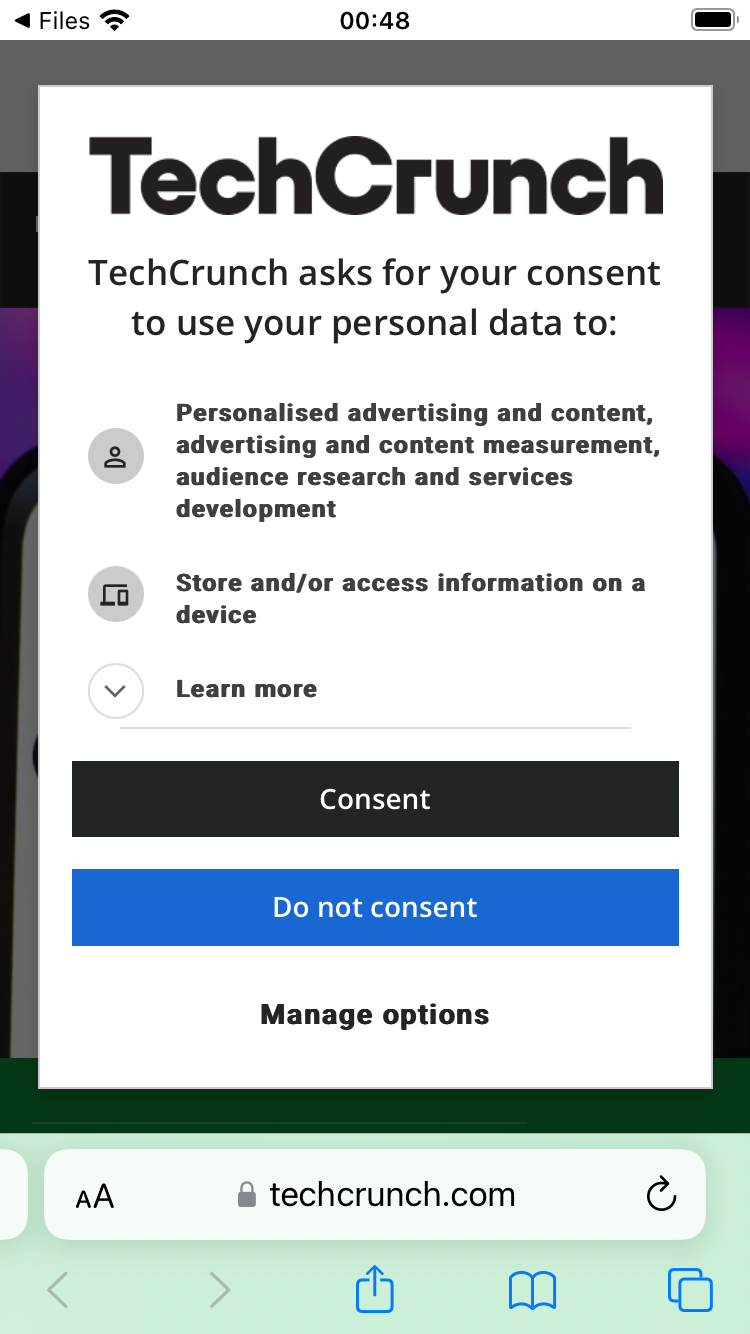 Files
00:48
TechCrunch
TechCrunch asks for your consent
to use your personal data to:
Personalised advertising and content,
advertising and content measurement,
audience research and services
development
Store and/or access information on a
device
Learn more
Consent
Do not consent
Manage options
AA
techcrunch.com